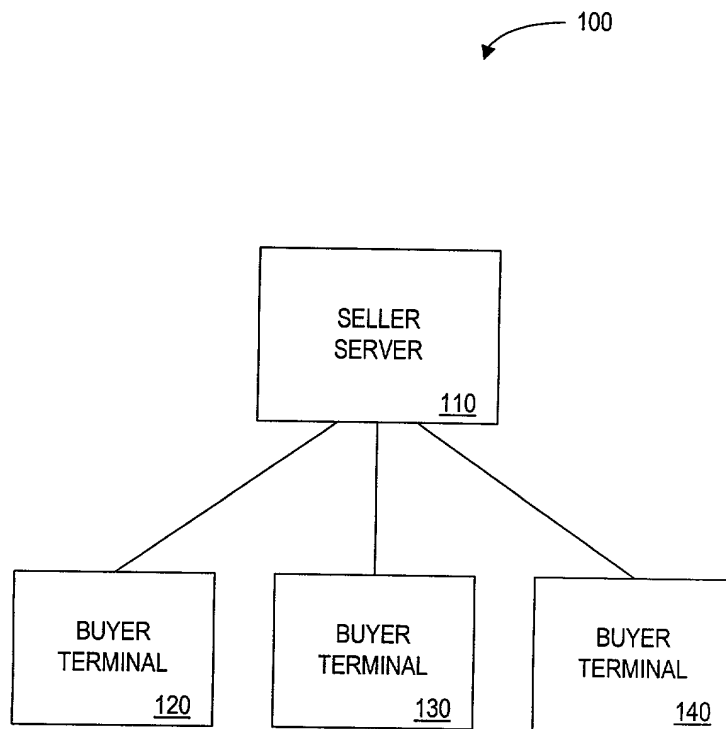 100
SELLER
SERVER
110
BUYER
TERMINAL
120
BUYER
TERMINAL
130
BUYER
TERMINAL
140